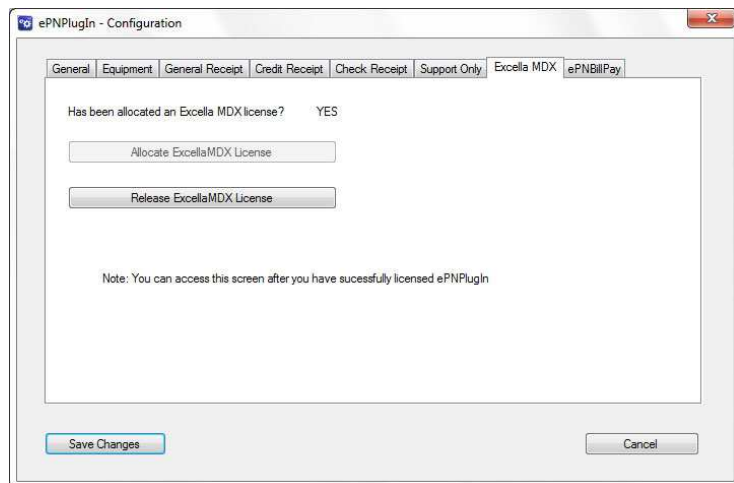 ePNPlugIn - Configuration
General Equipment General Receipt Credit Receipt Check Receipt Support Only Excella MDX ePNBillPay
Has been allocated an Excella MDX license? YES
Allocate ExcellaMDX License
Release ExcellaMDX License
Note: You can access this screen after you have sucessfully licensed ePNPlugIn
Save Changes Cancel